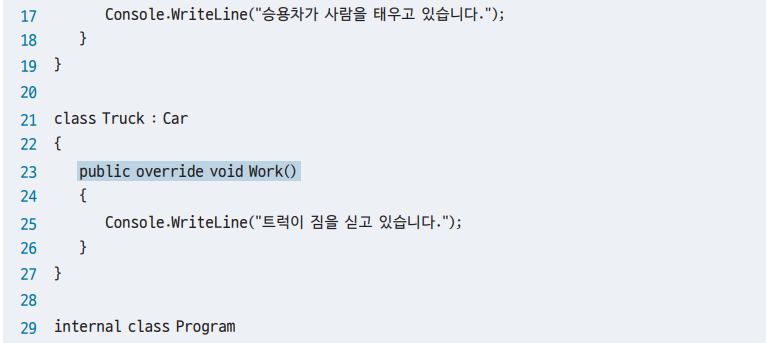 17 Console.WriteLine("승용차가 사람을 태우고 있습니다.");
18 }
19 }
20
21 class Truck : Car
22 {
23 public override void Work()
24 {
25 Console.WriteLine("트럭이 짐을 싣고 있습니다.");
26 }
27 }
28
29 internal class Program